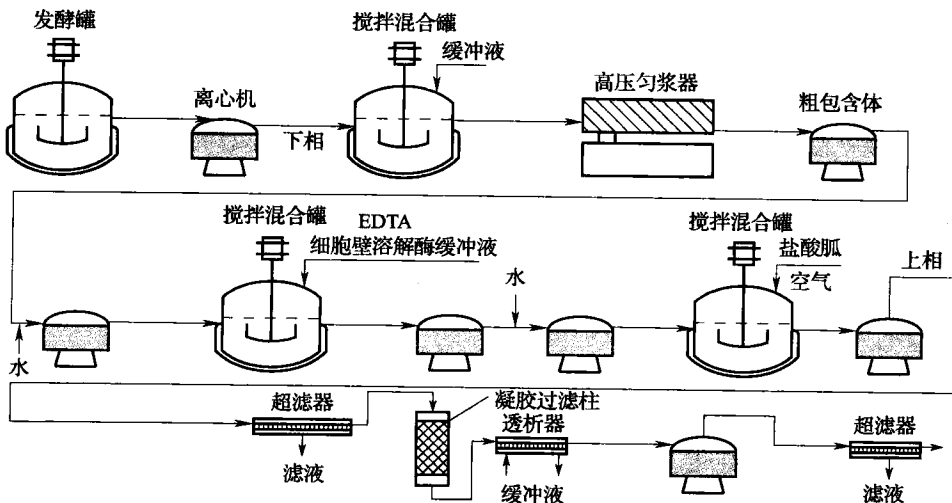 发酵罐
搅拌混合罐
缓冲液
离心机
下相
高压匀浆器
粗包含体
搅拌混合罐
EDTA
细胞壁溶解酶缓冲液
水
搅拌混合罐
盐酸胍
空气
上相
水
超滤器
滤液
凝胶过滤柱
透析器
缓冲液
超滤器
滤液